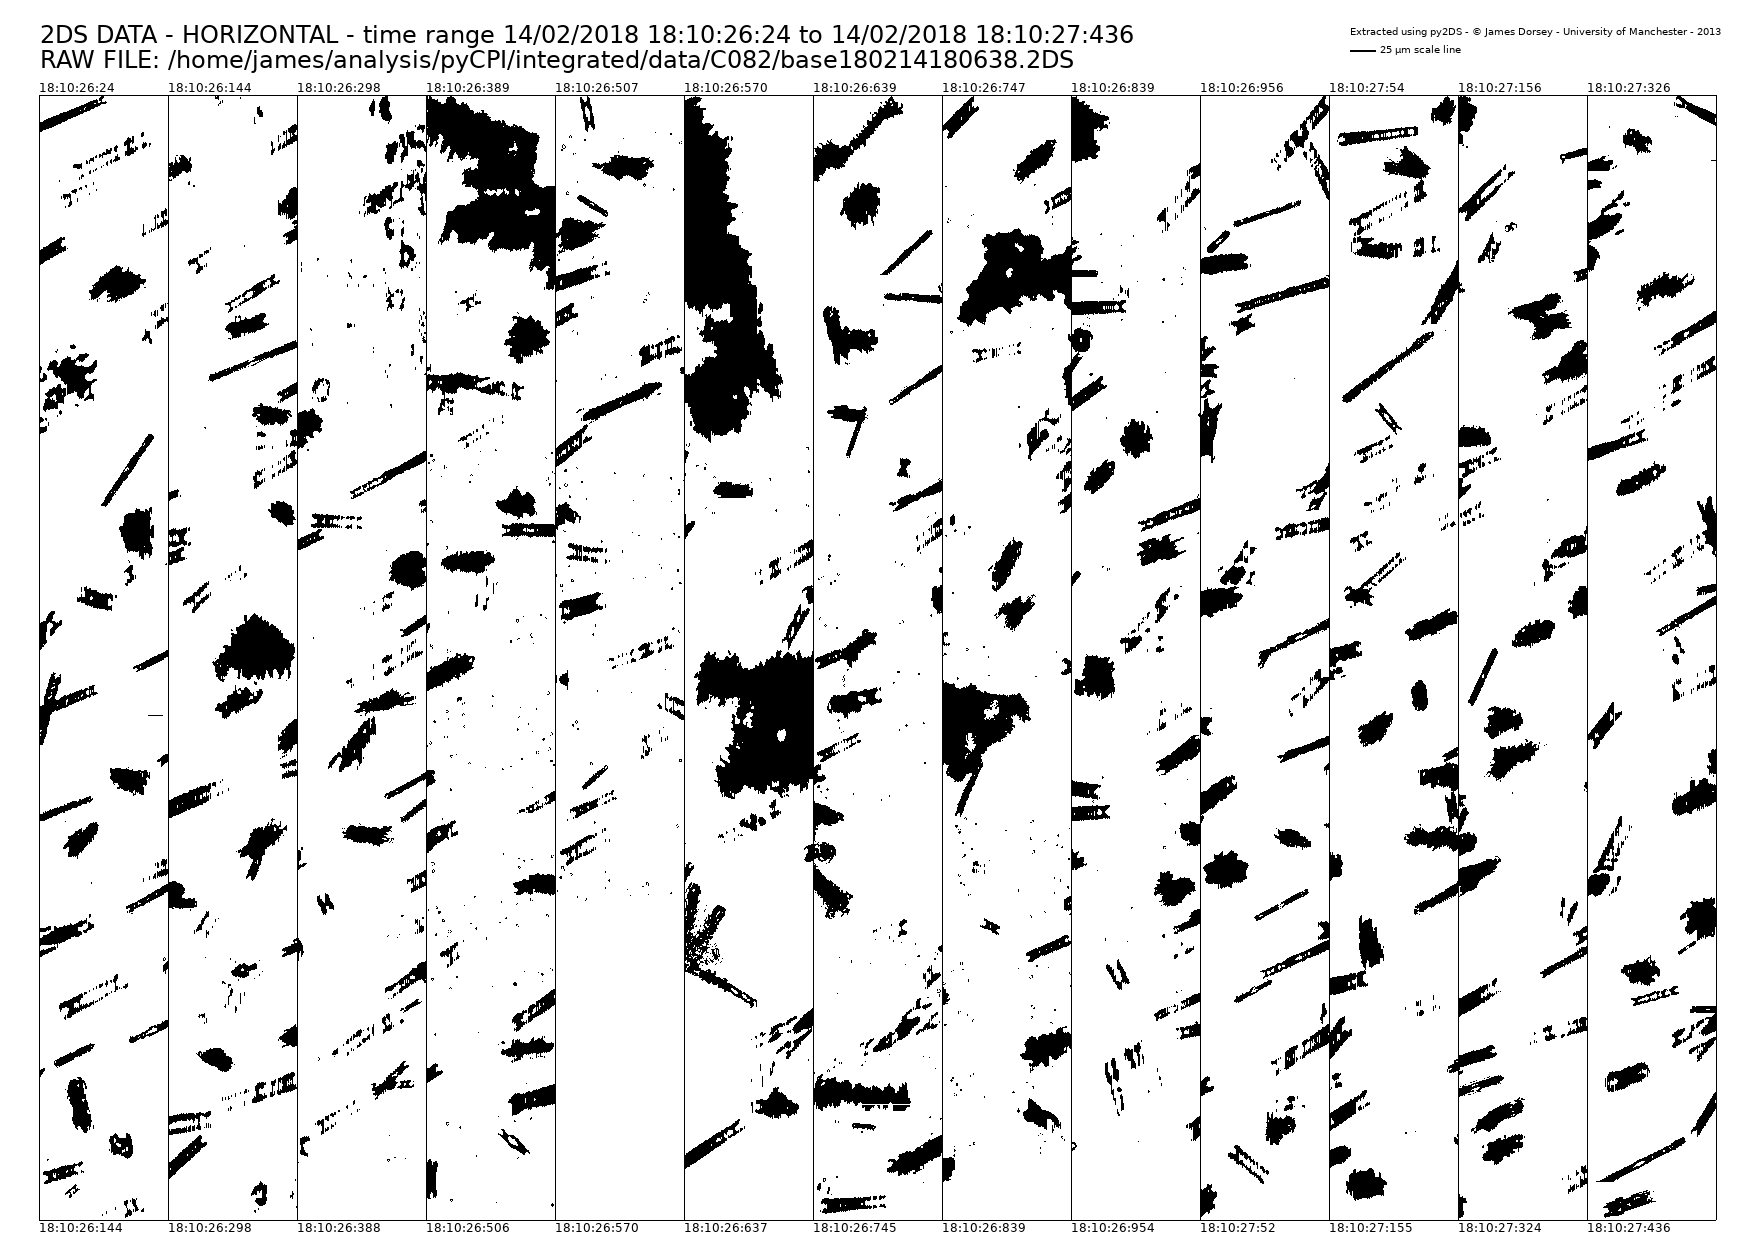 2DS DATA - HORIZONTAL - time range 14/02/2018 18:10:26:24 to 14/02/2018 18:10:27:436
RAW FILE: /home/james/analysis/pyCPI/integrated/data/C082/base180214180638.2DS
Extracted using py2DS - © James Dorsey - University of Manchester - 2013
25 µm scale line
18:10:26:24 18:10:26:144 18:10:26:298 18:10:26:389 18:10:26:507 18:10:26:570 18:10:26:639 18:10:26:747 18:10:26:839 18:10:26:956 18:10:27:54 18:10:27:156 18:10:27:326
18:10:26:144 18:10:26:298 18:10:26:388 18:10:26:506 18:10:26:570 18:10:26:637 18:10:26:745 18:10:26:839 18:10:26:954 18:10:27:52 18:10:27:155 18:10:27:324 18:10:27:436